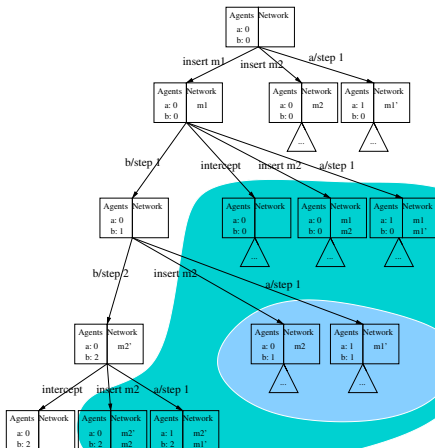 Agents Network
a: 0
b: 0
insert m1
insert m2
a/step 1
Agents Network
a: 0 m1
b: 0
Agents Network
a: 0 m2
b: 0
Agents Network
a: 1 m1'
b: 0
...
...
b/step 1
intercept
insert m2
a/step 1
Agents Network
a: 0
b: 1
Agents Network
a: 0
b: 0
Agents Network
a: 0 m1
b: 0 m2
Agents Network
a: 1 m1
b: 0 m1'
...
...
...
b/step 2
insert m2
a/step 1
Agents Network
a: 0 m2'
b: 2
Agents Network
a: 0 m2
b: 1
Agents Network
a: 1 m1'
b: 1
...
...
intercept
insert m2
a/step 1
Agents Network
a: 0
b: 2
Agents Network
a: 0 m2'
b: 2 m2
Agents Network
a: 1 m2'
b: 2 m1'